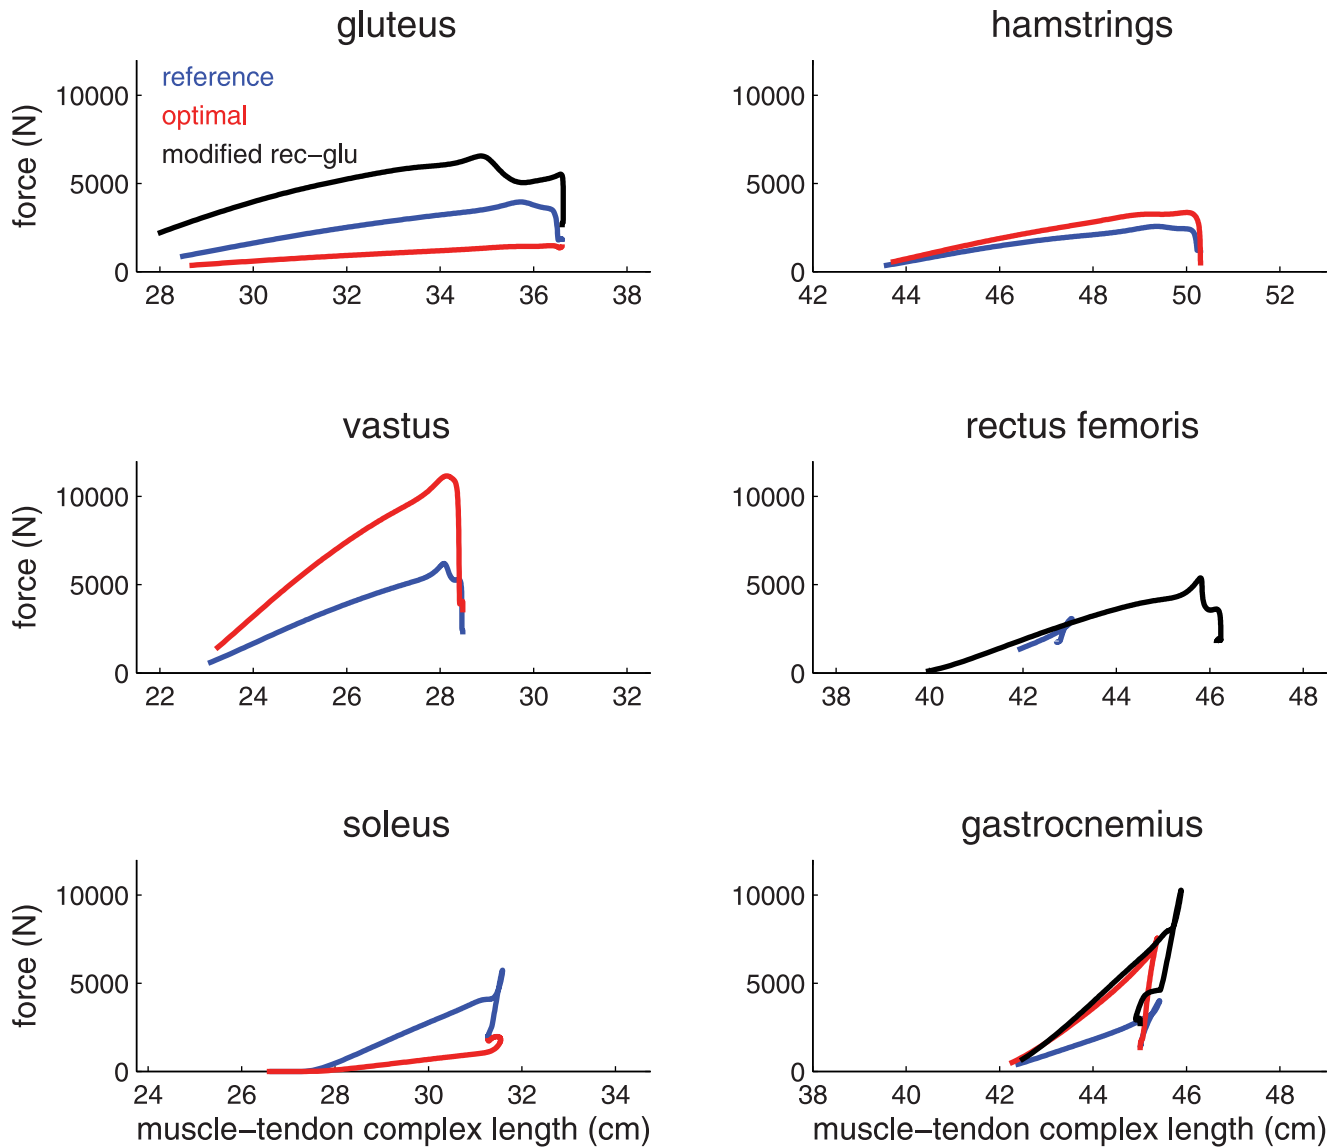 gluteus
hamstrings
reference
optimal
modified rec−glu
force (N)
10000
5000
0
28 30 32 34 36 38
10000
5000
0
42 44 46 48 50 52
vastus
rectus femoris
force (N)
10000
5000
0
22 24 26 28 30 32
10000
5000
0
38 40 42 44 46 48
soleus
gastrocnemius
force (N)
10000
5000
0
24 26 28 30 32 34
muscle−tendon complex length (cm)
10000
5000
0
38 40 42 44 46 48
muscle−tendon complex length (cm)